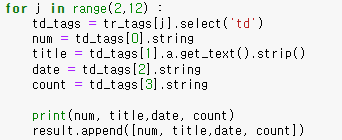 for j in range(2,12) :
    td_tags = tr_tags[j].select('td')
    num = td_tags[0].string
    title = td_tags[1].a.get_text().strip()
    date = td_tags[2].string
    count = td_tags[3].string

    print(num, title,date, count)
    result.append([num, title,date, count])